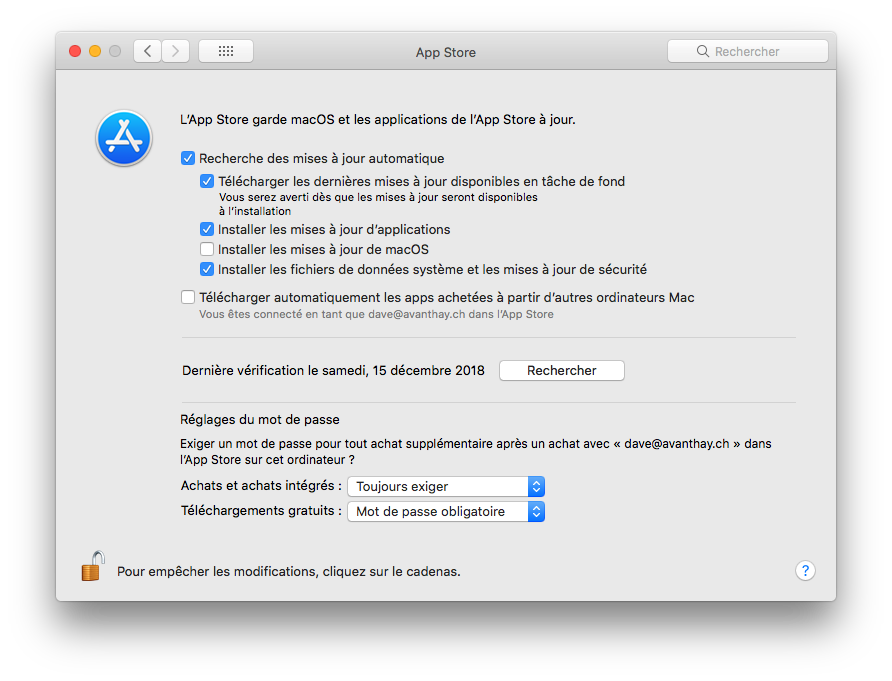 App Store
Rechercher
L’App Store garde macOS et les applications de l’App Store à jour.
Recherche des mises à jour automatique
Télécharger les dernières mises à jour disponibles en tâche de fond
Vous serez averti dès que les mises à jour seront disponibles
à l’installation
Installer les mises à jour d’applications
Installer les mises à jour de macOS
Installer les fichiers de données système et les mises à jour de sécurité
Télécharger automatiquement les apps achetées à partir d’autres ordinateurs Mac
Vous êtes connecté en tant que dave@avanthay.ch dans l’App Store
Dernière vérification le samedi, 15 décembre 2018 Rechercher
Réglages du mot de passe
Exiger un mot de passe pour tout achat supplémentaire après un achat avec « dave@avanthay.ch » dans
l’App Store sur cet ordinateur ?
Achats et achats intégrés : Toujours exiger
Téléchargements gratuits : Mot de passe obligatoire
Pour empêcher les modifications, cliquez sur le cadenas.
?